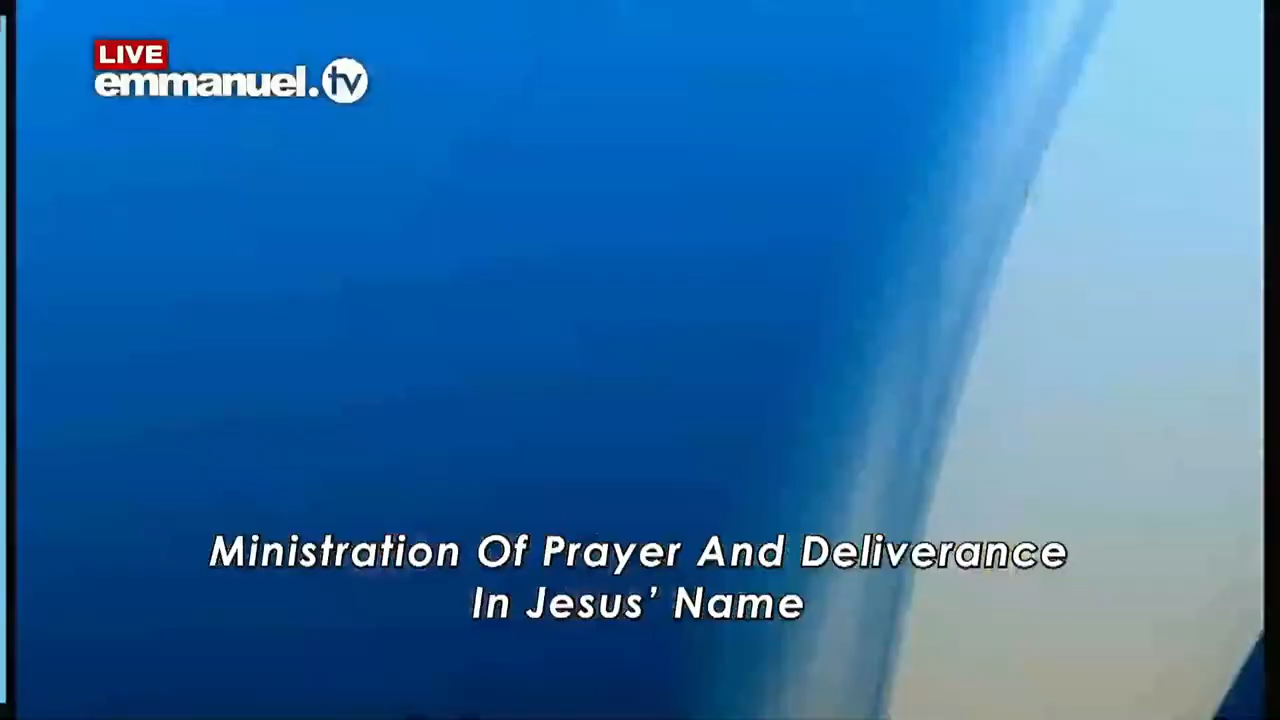 LIVE
emmanuel.tv
Ministration Of Prayer And Deliverance
In Jesus’ Name